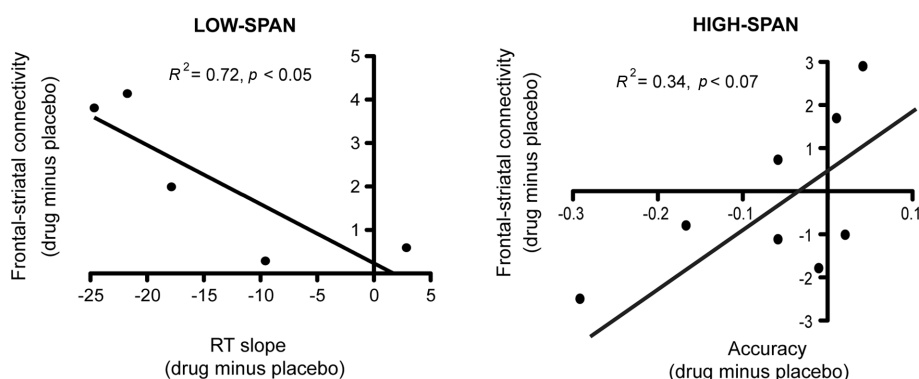 LOW-SPAN
R² = 0.72, p < 0.05
Frontal-striatal connectivity
(drug minus placebo)
5
4
3
2
1
-25 -20 -15 -10 -5 0 5
RT slope
(drug minus placebo)
HIGH-SPAN
R² = 0.34, p < 0.07
Frontal-striatal connectivity
(drug minus placebo)
3
2
1
-0.3 -0.2 -0.1 0.1
-1
-2
-3
Accuracy
(drug minus placebo)